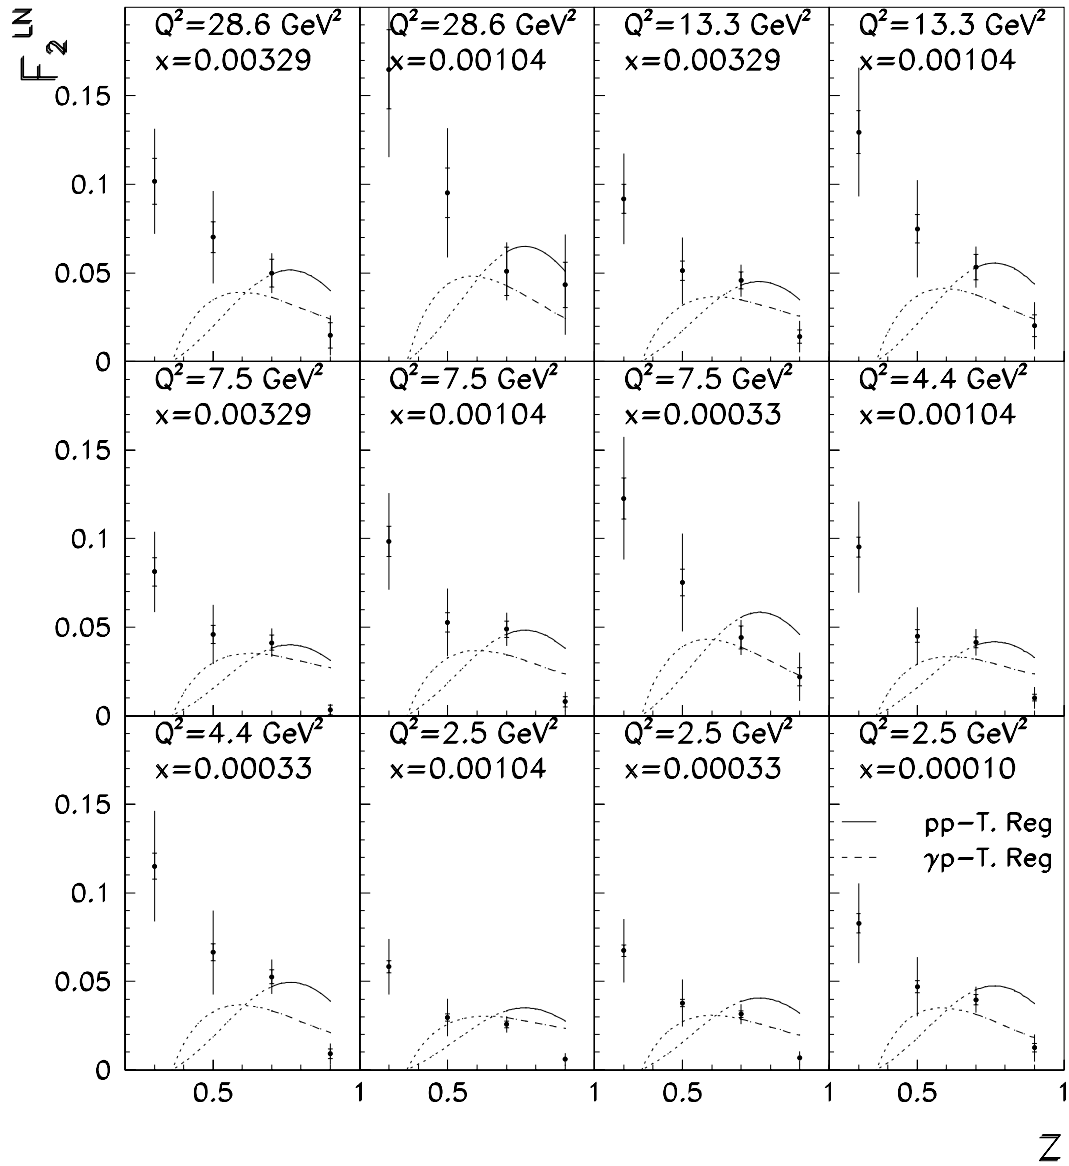 F₂ᴸᴺ
Q²=28.6 GeV²
x=0.00329
Q²=28.6 GeV²
x=0.00104
Q²=13.3 GeV²
x=0.00329
Q²=13.3 GeV²
x=0.00104
0.15
0.1
0.05
0
Q²=7.5 GeV²
x=0.00329
Q²=7.5 GeV²
x=0.00104
Q²=7.5 GeV²
x=0.00033
Q²=4.4 GeV²
x=0.00104
0.15
0.1
0.05
0
Q²=4.4 GeV²
x=0.00033
Q²=2.5 GeV²
x=0.00104
Q²=2.5 GeV²
x=0.00033
Q²=2.5 GeV²
x=0.00010
pp-T. Reg
γp-T. Reg
0.15
0.1
0.05
0
0.5 1 0.5 1 0.5 1 0.5 1
z